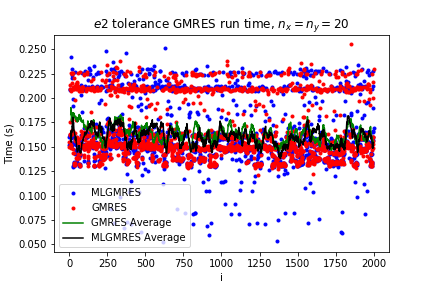 e2 tolerance GMRES run time, n_x = n_y = 20
Time (s)
0.250
0.225
0.200
0.175
0.150
0.125
0.100
0.075
0.050
MLGMRES
GMRES
GMRES Average
MLGMRES Average
0 250 500 750 1000 1250 1500 1750 2000
i